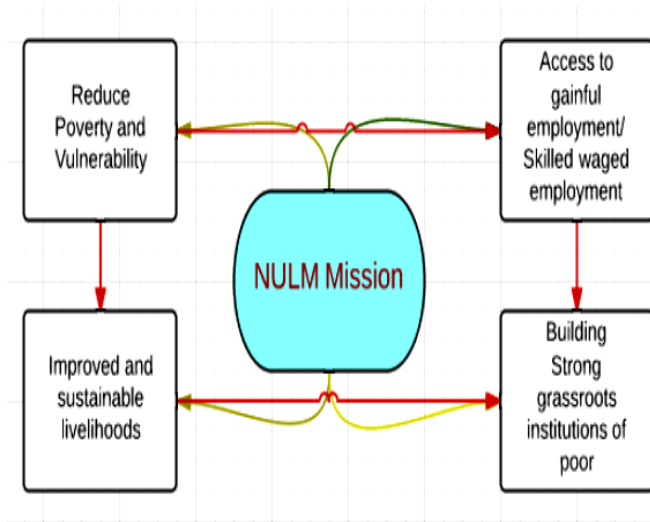 Reduce
Poverty and
Vulnerability
Access to
gainful
employment/
Skilled waged
employment
NULM Mission
Improved and
sustainable
livelihoods
Building
Strong
grassroots
institutions of
poor